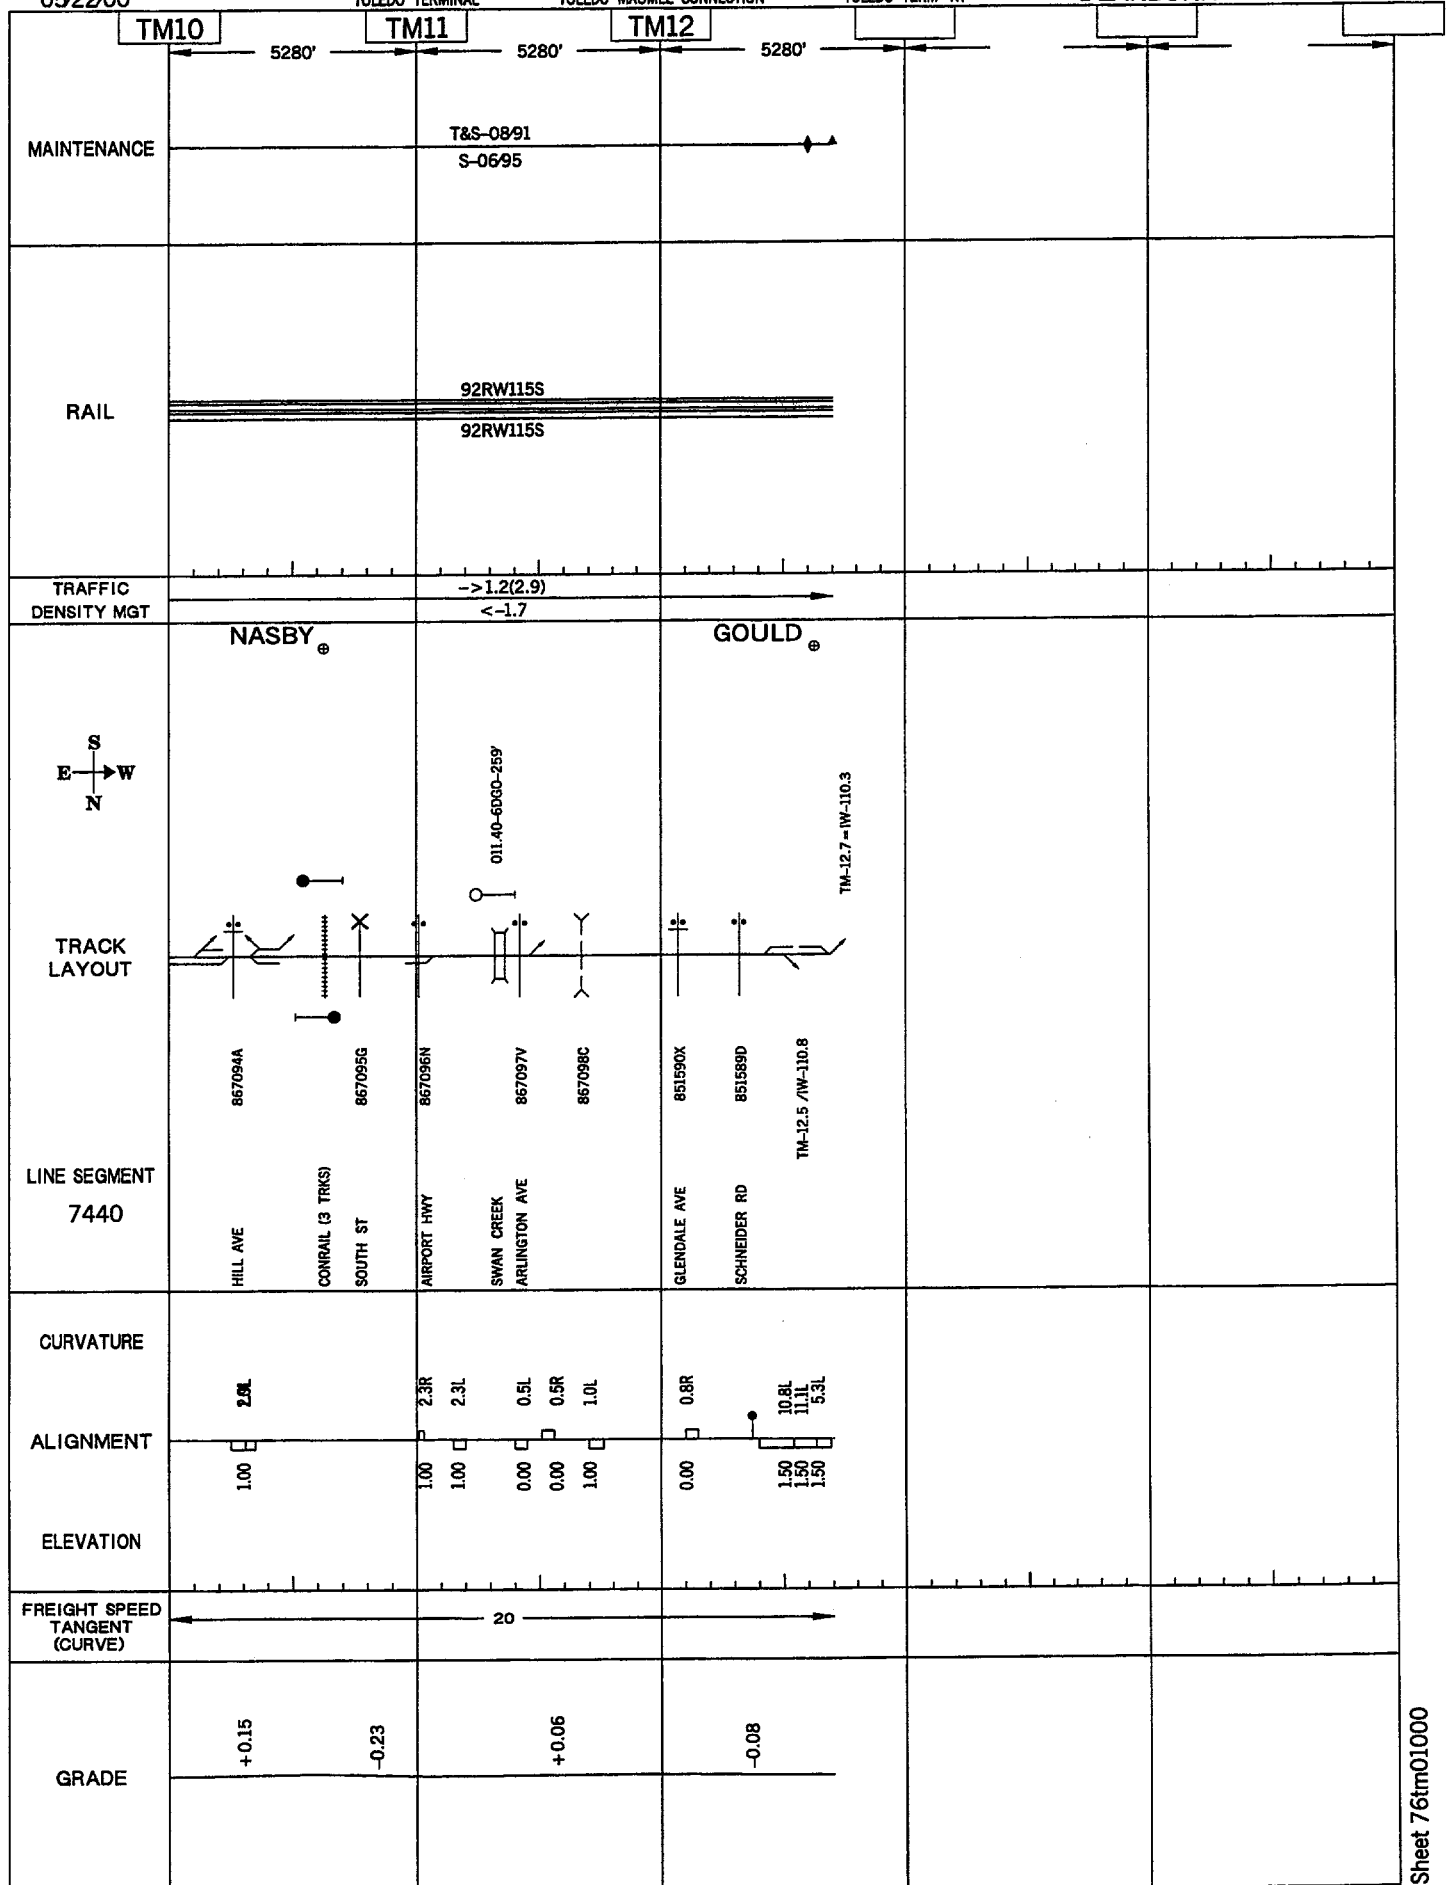 TM10
TM11
TM12
5280'
5280'
5280'
MAINTENANCE
T&S-08/91
S-06/95
RAIL
92RW115S
92RW115S
TRAFFIC
DENSITY MGT
->1.2(2.9)
<-1.7
NASBY
GOULD
S
E W
N
011.40-6DGO-259'
TM-12.7=IW-110.3
TRACK
LAYOUT
867094A
867095G
867096N
867097V
867098C
851590X
851589D
TM-12.5 /IW-110.8
LINE SEGMENT
7440
HILL AVE
CONRAIL (3 TRKS)
SOUTH ST
AIRPORT HWY
SWAN CREEK
ARLINGTON AVE
GLENDALE AVE
SCHNEIDER RD
CURVATURE
2.3R
2.3L
0.5L
0.5R
1.0L
0.8R
10.8L
11.1L
5.3L
ALIGNMENT
1.00
1.00
1.00
0.00
0.00
1.00
0.00
1.50
1.50
1.50
ELEVATION
FREIGHT SPEED
TANGENT
(CURVE)
20
GRADE
+0.15
-0.23
+0.06
-0.08
Sheet 76tm01000